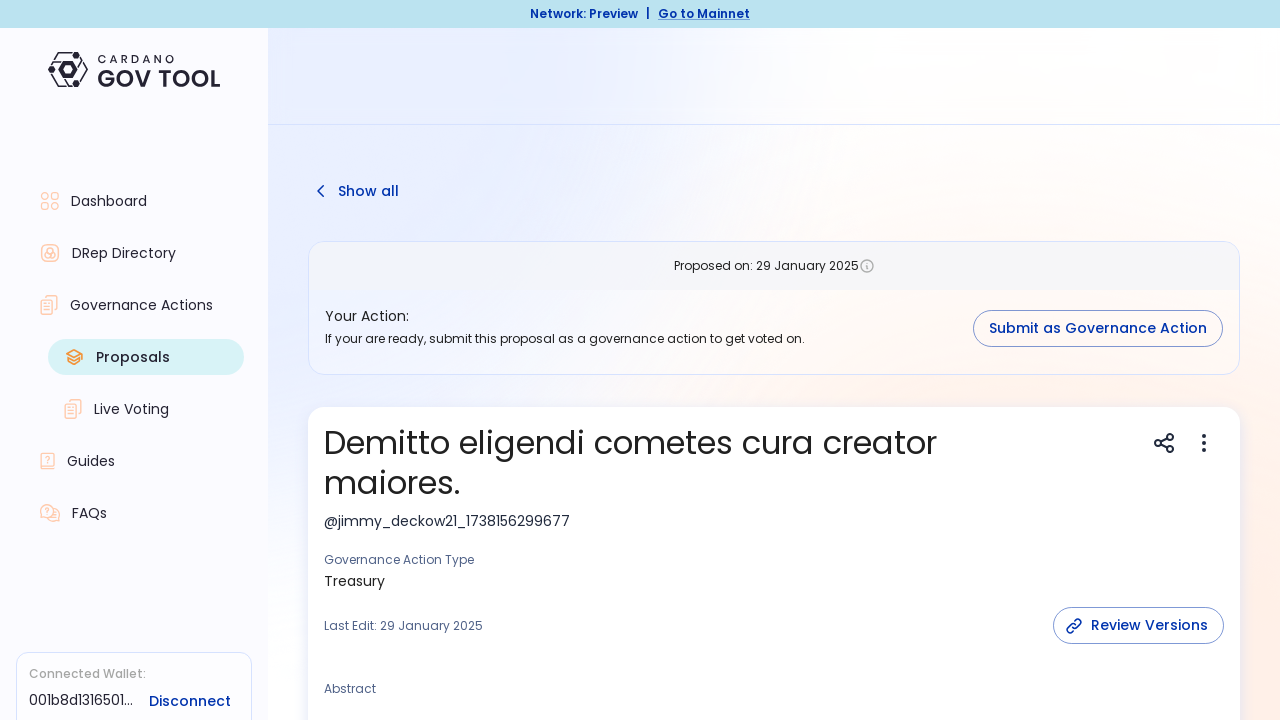 Network: Preview | Go to Mainnet
CARDANO
GOV TOOL
Dashboard
DRep Directory
Governance Actions
Proposals
Live Voting
Guides
FAQs
Connected Wallet:
001b8d1316501...
Disconnect
Show all
Proposed on: 29 January 2025
Your Action:
If your are ready, submit this proposal as a governance action to get voted on.
Submit as Governance Action
Demitto eligendi cometes cura creator
maiores.
@jimmy_deckow21_1738156299677
Governance Action Type
Treasury
Last Edit: 29 January 2025
Review Versions
Abstract